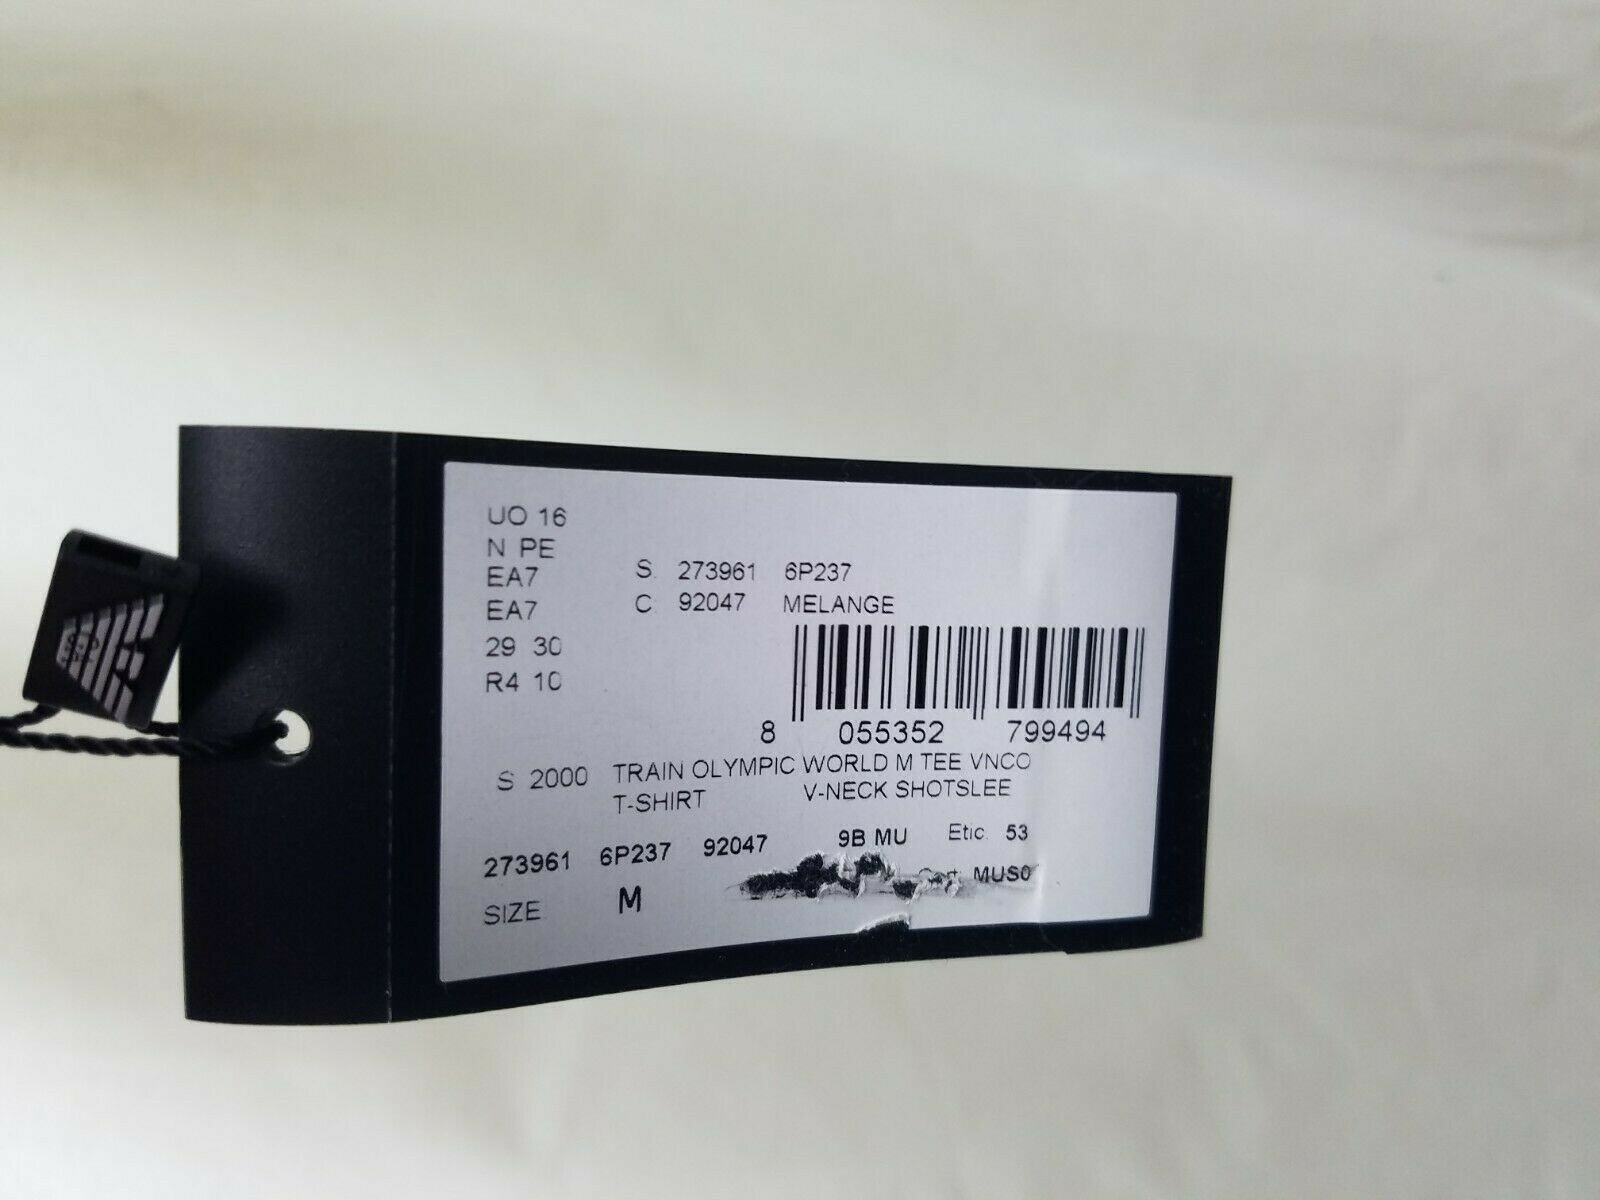 UO 16
N PE
EA7 S. 273961 6P237
EA7 C 92047 MELANGE
29 30
R4 10
8 055352 799494
S 2000 TRAIN OLYMPIC WORLD M TEE VNCO
T-SHIRT V-NECK SHOTSLEE
273961 6P237 92047 9B MU Etic. 53
MUS0
SIZE M